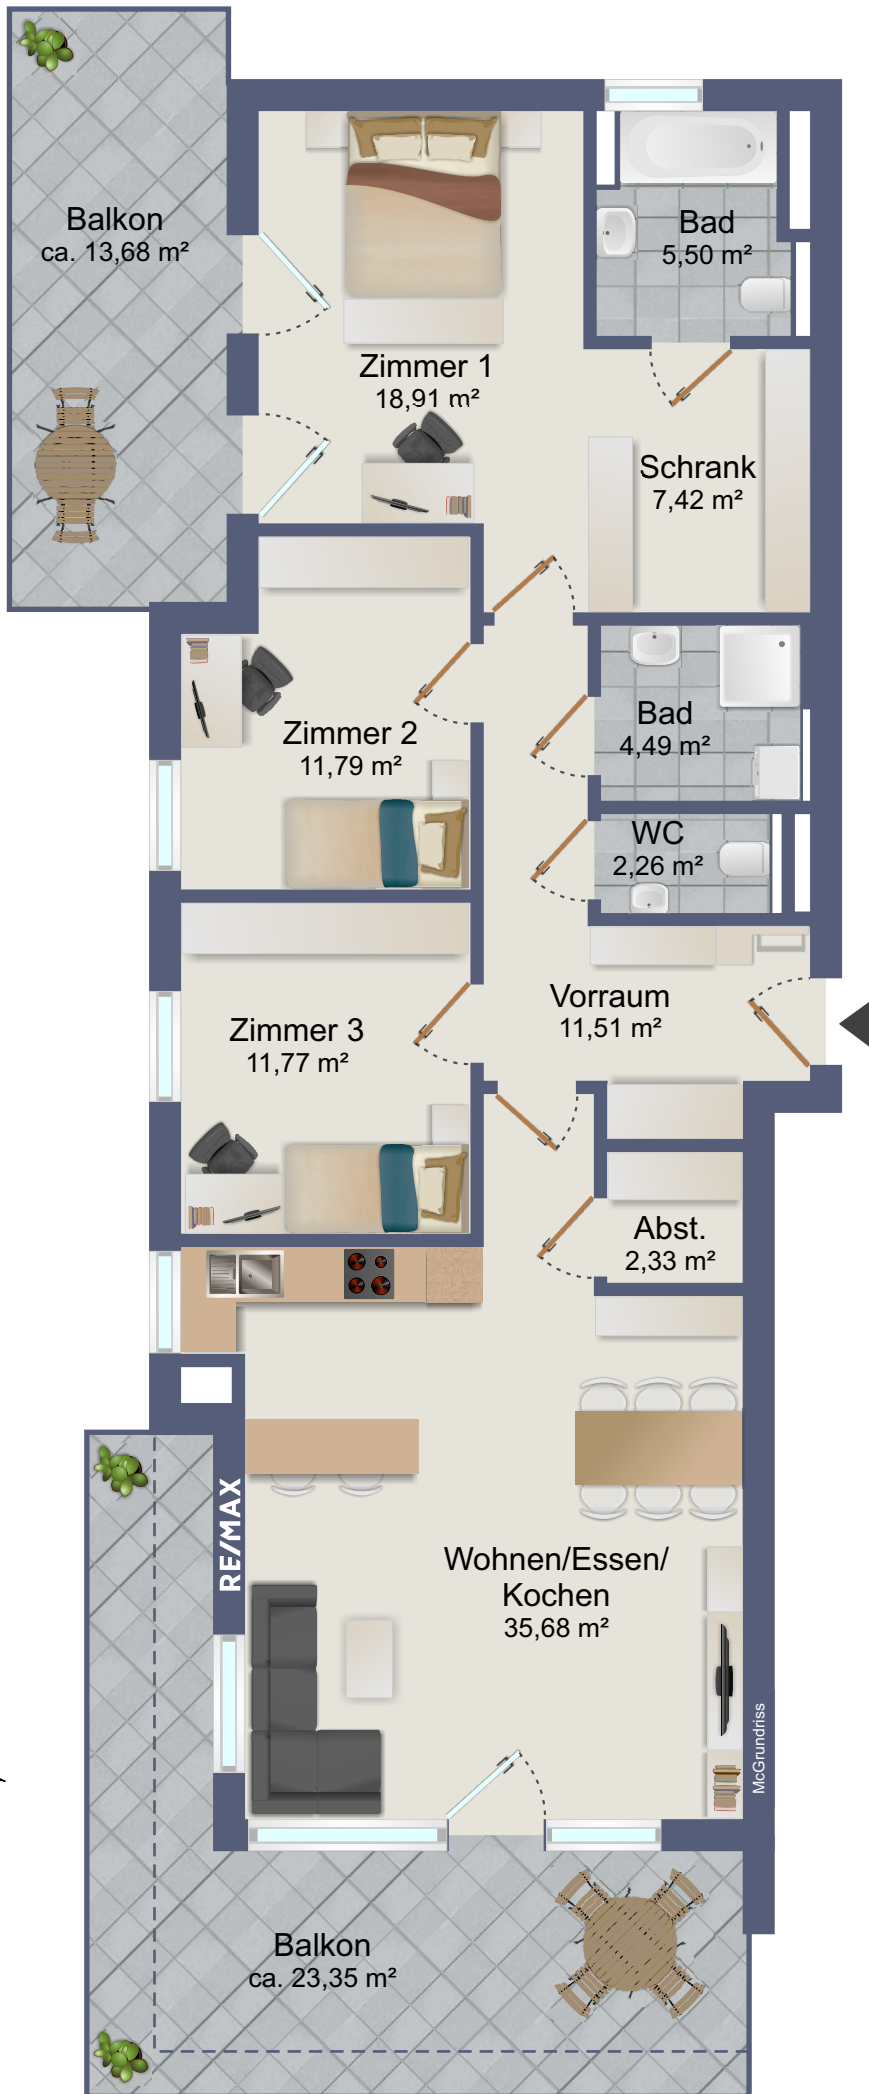 Balkon
ca. 13,68 m²
Bad
5,50 m²
Zimmer 1
18,91 m²
Schrank
7,42 m²
Zimmer 2
11,79 m²
Bad
4,49 m²
WC
2,26 m²
Vorraum
11,51 m²
Zimmer 3
11,77 m²
Abst.
2,33 m²
RE/MAX
Wohnen/Essen/
Kochen
35,68 m²
McGrundriss
Balkon
ca. 23,35 m²